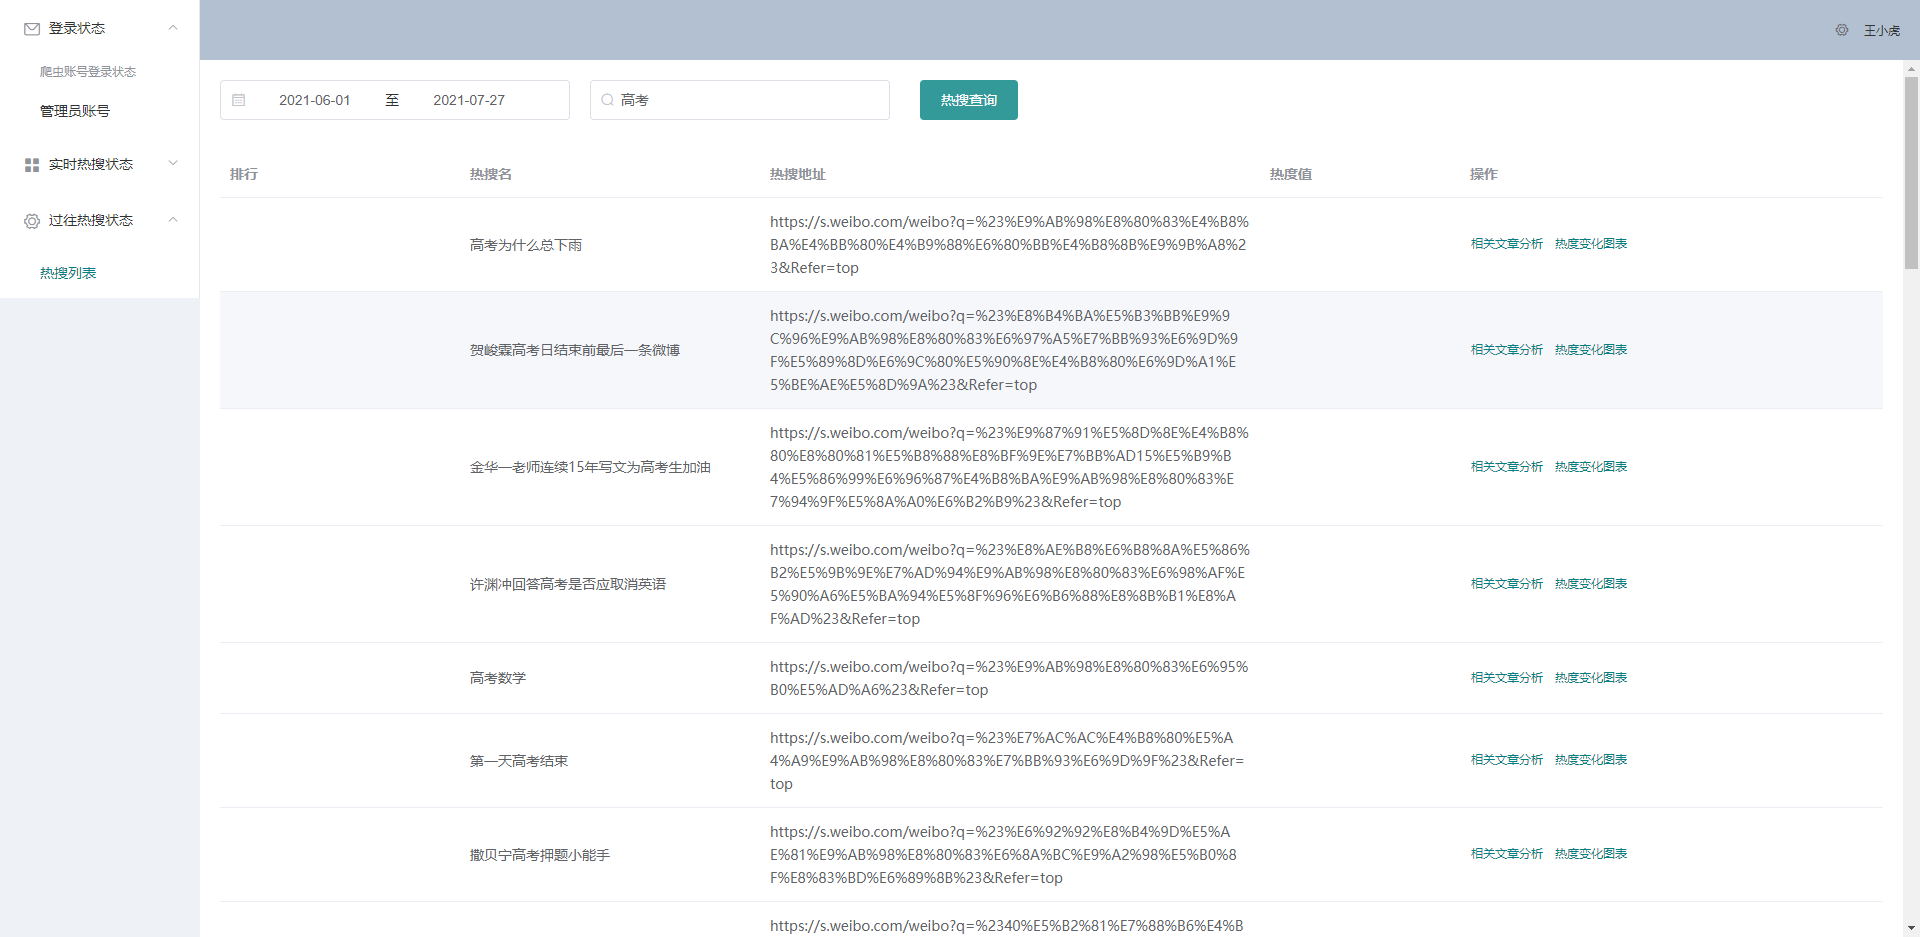 登录状态
爬虫账号登录状态
管理员账号
实时热搜状态
过往热搜状态
热搜列表
王小虎
2021-06-01 至 2021-07-27
高考
热搜查询
排行 热搜名 热搜地址 热度值 操作
高考为什么总下雨
https://s.weibo.com/weibo?q=%23%E9%AB%98%E8%80%83%E4%B8%
BA%E4%BB%80%E4%B9%88%E6%80%BB%E4%B8%8B%E9%9B%A8%2
3&Refer=top
相关文章分析 热度变化图表
贺峻霖高考日结束前最后一条微博
https://s.weibo.com/weibo?q=%23%E8%B4%BA%E5%B3%BB%E9%9
C%96%E9%AB%98%E8%80%83%E6%97%A5%E7%BB%93%E6%9D%9
F%E5%89%8D%E6%9C%80%E5%90%8E%E4%B8%80%E6%9D%A1%E
5%BE%AE%E5%8D%9A%23&Refer=top
相关文章分析 热度变化图表
金华一老师连续15年写文为高考生加油
https://s.weibo.com/weibo?q=%23%E9%87%91%E5%8D%8E%E4%B8%
80%E8%80%81%E5%B8%88%E8%BF%9E%E7%BB%AD15%E5%B9%B
4%E5%86%99%E6%96%87%E4%B8%BA%E9%AB%98%E8%80%83%E
7%94%9F%E5%8A%A0%E6%B2%B9%23&Refer=top
相关文章分析 热度变化图表
许渊冲回答高考是否应取消英语
https://s.weibo.com/weibo?q=%23%E8%AE%B8%E6%B8%8A%E5%86%
B2%E5%9B%9E%E7%AD%94%E9%AB%98%E8%80%83%E6%98%AF%E
5%90%A6%E5%BA%94%E5%8F%96%E6%B6%88%E8%8B%B1%E8%A
F%AD%23&Refer=top
相关文章分析 热度变化图表
高考数学
https://s.weibo.com/weibo?q=%23%E9%AB%98%E8%80%83%E6%95%
B0%E5%AD%A6%23&Refer=top
相关文章分析 热度变化图表
第一天高考结束
https://s.weibo.com/weibo?q=%23%E7%AC%AC%E4%B8%80%E5%A
4%A9%E9%AB%98%E8%80%83%E7%BB%93%E6%9D%9F%23&Refer=
top
相关文章分析 热度变化图表
撒贝宁高考押题小能手
https://s.weibo.com/weibo?q=%23%E6%92%92%E8%B4%9D%E5%A
E%81%E9%AB%98%E8%80%83%E6%8A%BC%E9%A2%98%E5%B0%8
F%E8%83%BD%E6%89%8B%23&Refer=top
相关文章分析 热度变化图表
https://s.weibo.com/weibo?q=%2340%E5%B2%81%E7%88%B6%E4%B